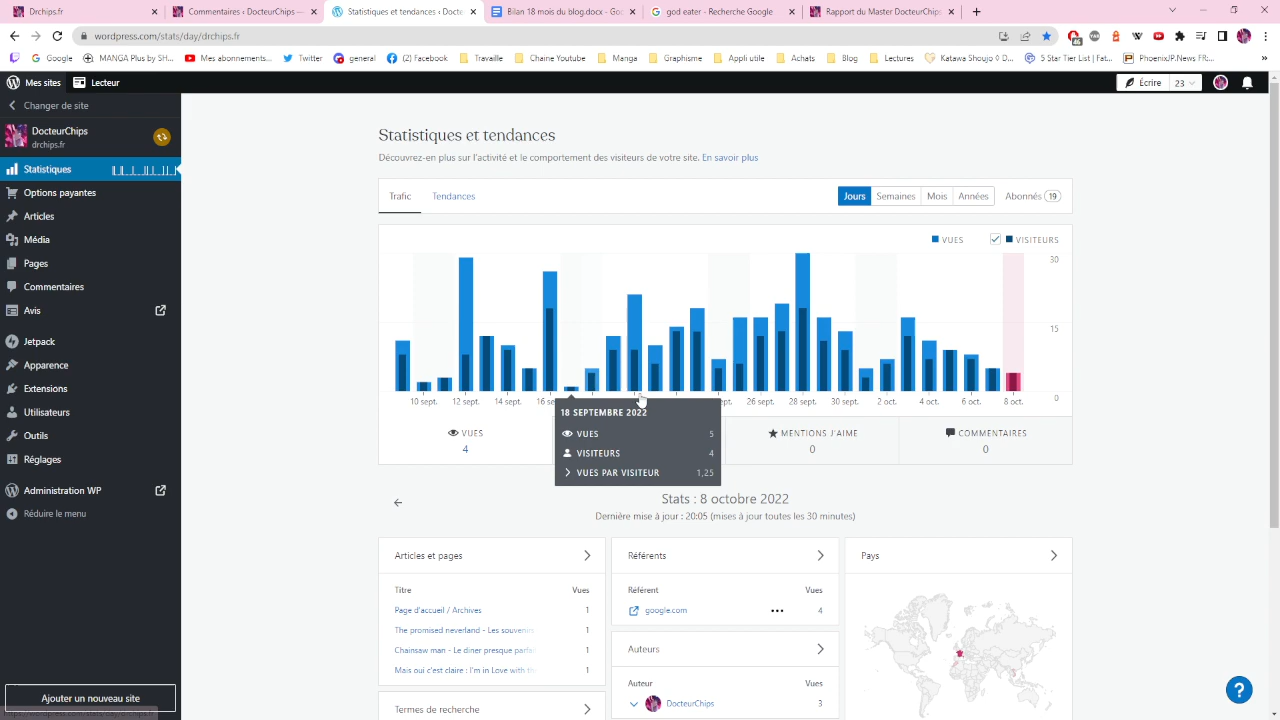 Drchips.fr
Commentaires ‹ DocteurChips —
Statistiques et tendances ‹ Docte
Bilan 18 mois du blog.docx - Go
god eater - Recherche Google
Rapport du Master DocteurChips
wordpress.com/stats/day/drchips.fr
46
Google
MANGA Plus by SH...
Mes abonnements...
Twitter
general
(2) Facebook
Travaille
Chaine Youtube
Manga
Graphisme
Appli utile
Achats
Blog
Lectures
Katawa Shoujo ◊ D...
5 Star Tier List | Fat...
PhoenixJP.News FR...
»
Mes sites
Lecteur
Écrire
23
Changer de site
DocteurChips
drchips.fr
Statistiques
Options payantes
Articles
Média
Pages
Commentaires
Avis
Jetpack
Apparence
Extensions
Utilisateurs
Outils
Réglages
Administration WP
Réduire le menu
Ajouter un nouveau site
Statistiques et tendances
Découvrez-en plus sur l'activité et le comportement des visiteurs de votre site. En savoir plus
Trafic
Tendances
Jours
Semaines
Mois
Années
Abonnés 19
VUES
VISITEURS
30
15
0
10 sept.
12 sept.
14 sept.
16 se
pt.
26 sept.
28 sept.
30 sept.
2 oct.
4 oct.
6 oct.
8 oct.
18 SEPTEMBRE 2022
VUES 5
VISITEURS 4
VUES PAR VISITEUR 1,25
VUES
4
MENTIONS J'AIME
0
COMMENTAIRES
0
Stats : 8 octobre 2022
Dernière mise à jour : 20:05 (mises à jour toutes les 30 minutes)
Articles et pages
Titre Vues
Page d'accueil / Archives 1
The promised neverland - Les souvenirs 1
Chainsaw man - Le diner presque parfai 1
Mais oui c'est claire : I'm in Love with th 1
Termes de recherche
Référents
Référent Vues
google.com ••• 4
Auteurs
Auteur Vues
DocteurChips 3
Pays
?